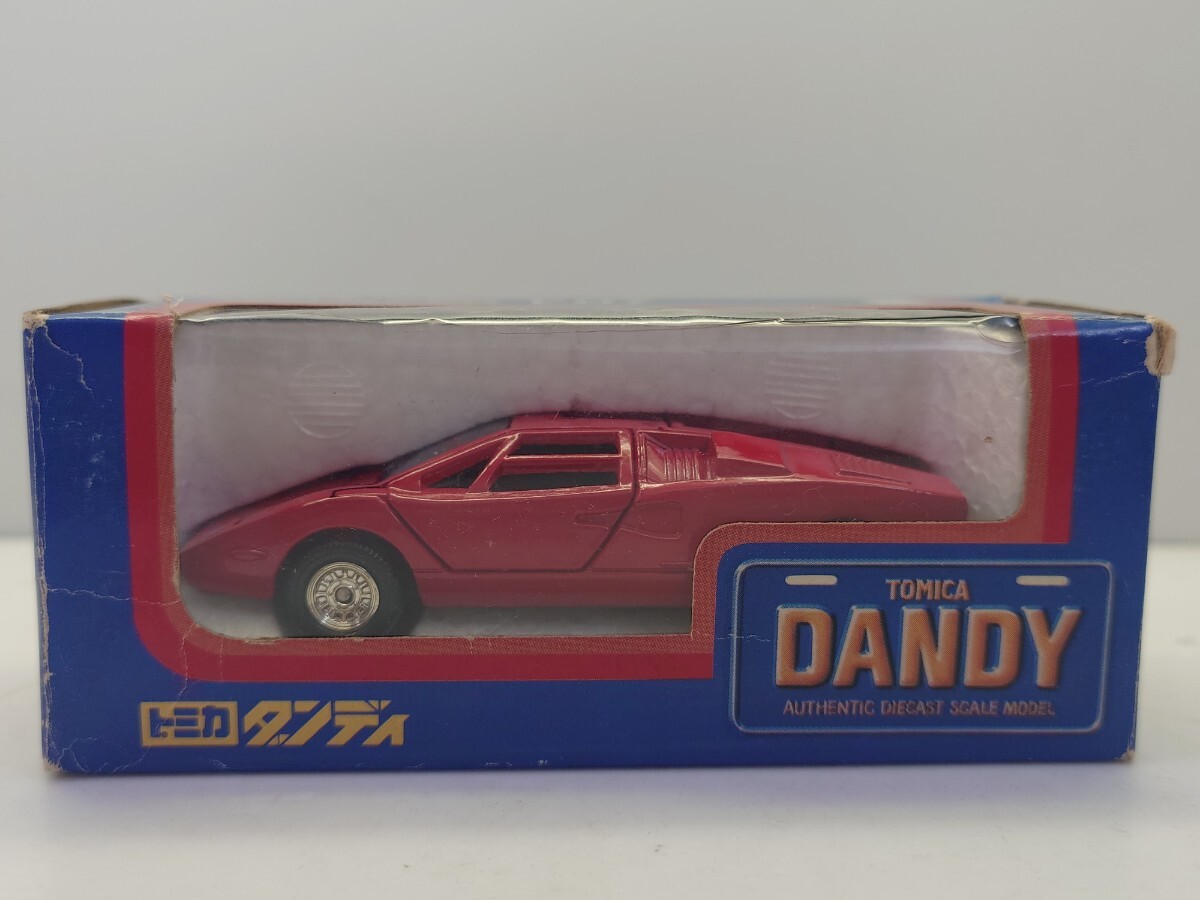 トミカ ダンディ
TOMICA
DANDY
AUTHENTIC DIECAST SCALE MODEL